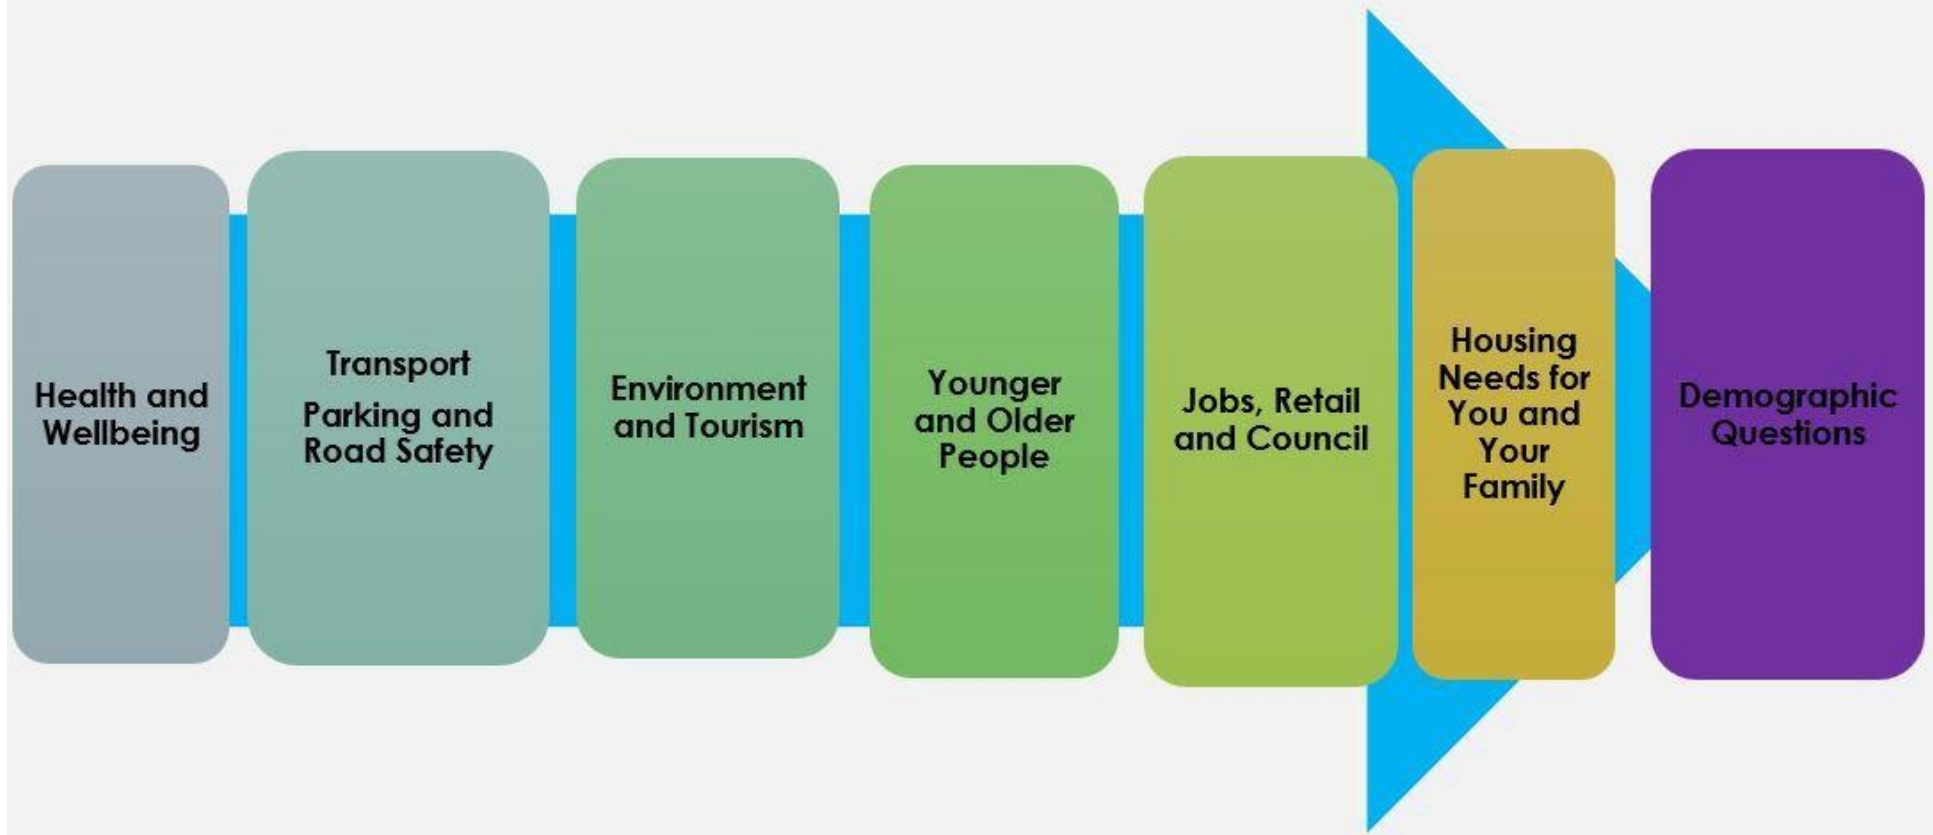 Health and
Wellbeing
Transport
Parking and
Road Safety
Environment
and Tourism
Younger
and Older
People
Jobs, Retail
and Council
Housing
Needs for
You and
Your
Family
Demographic
Questions